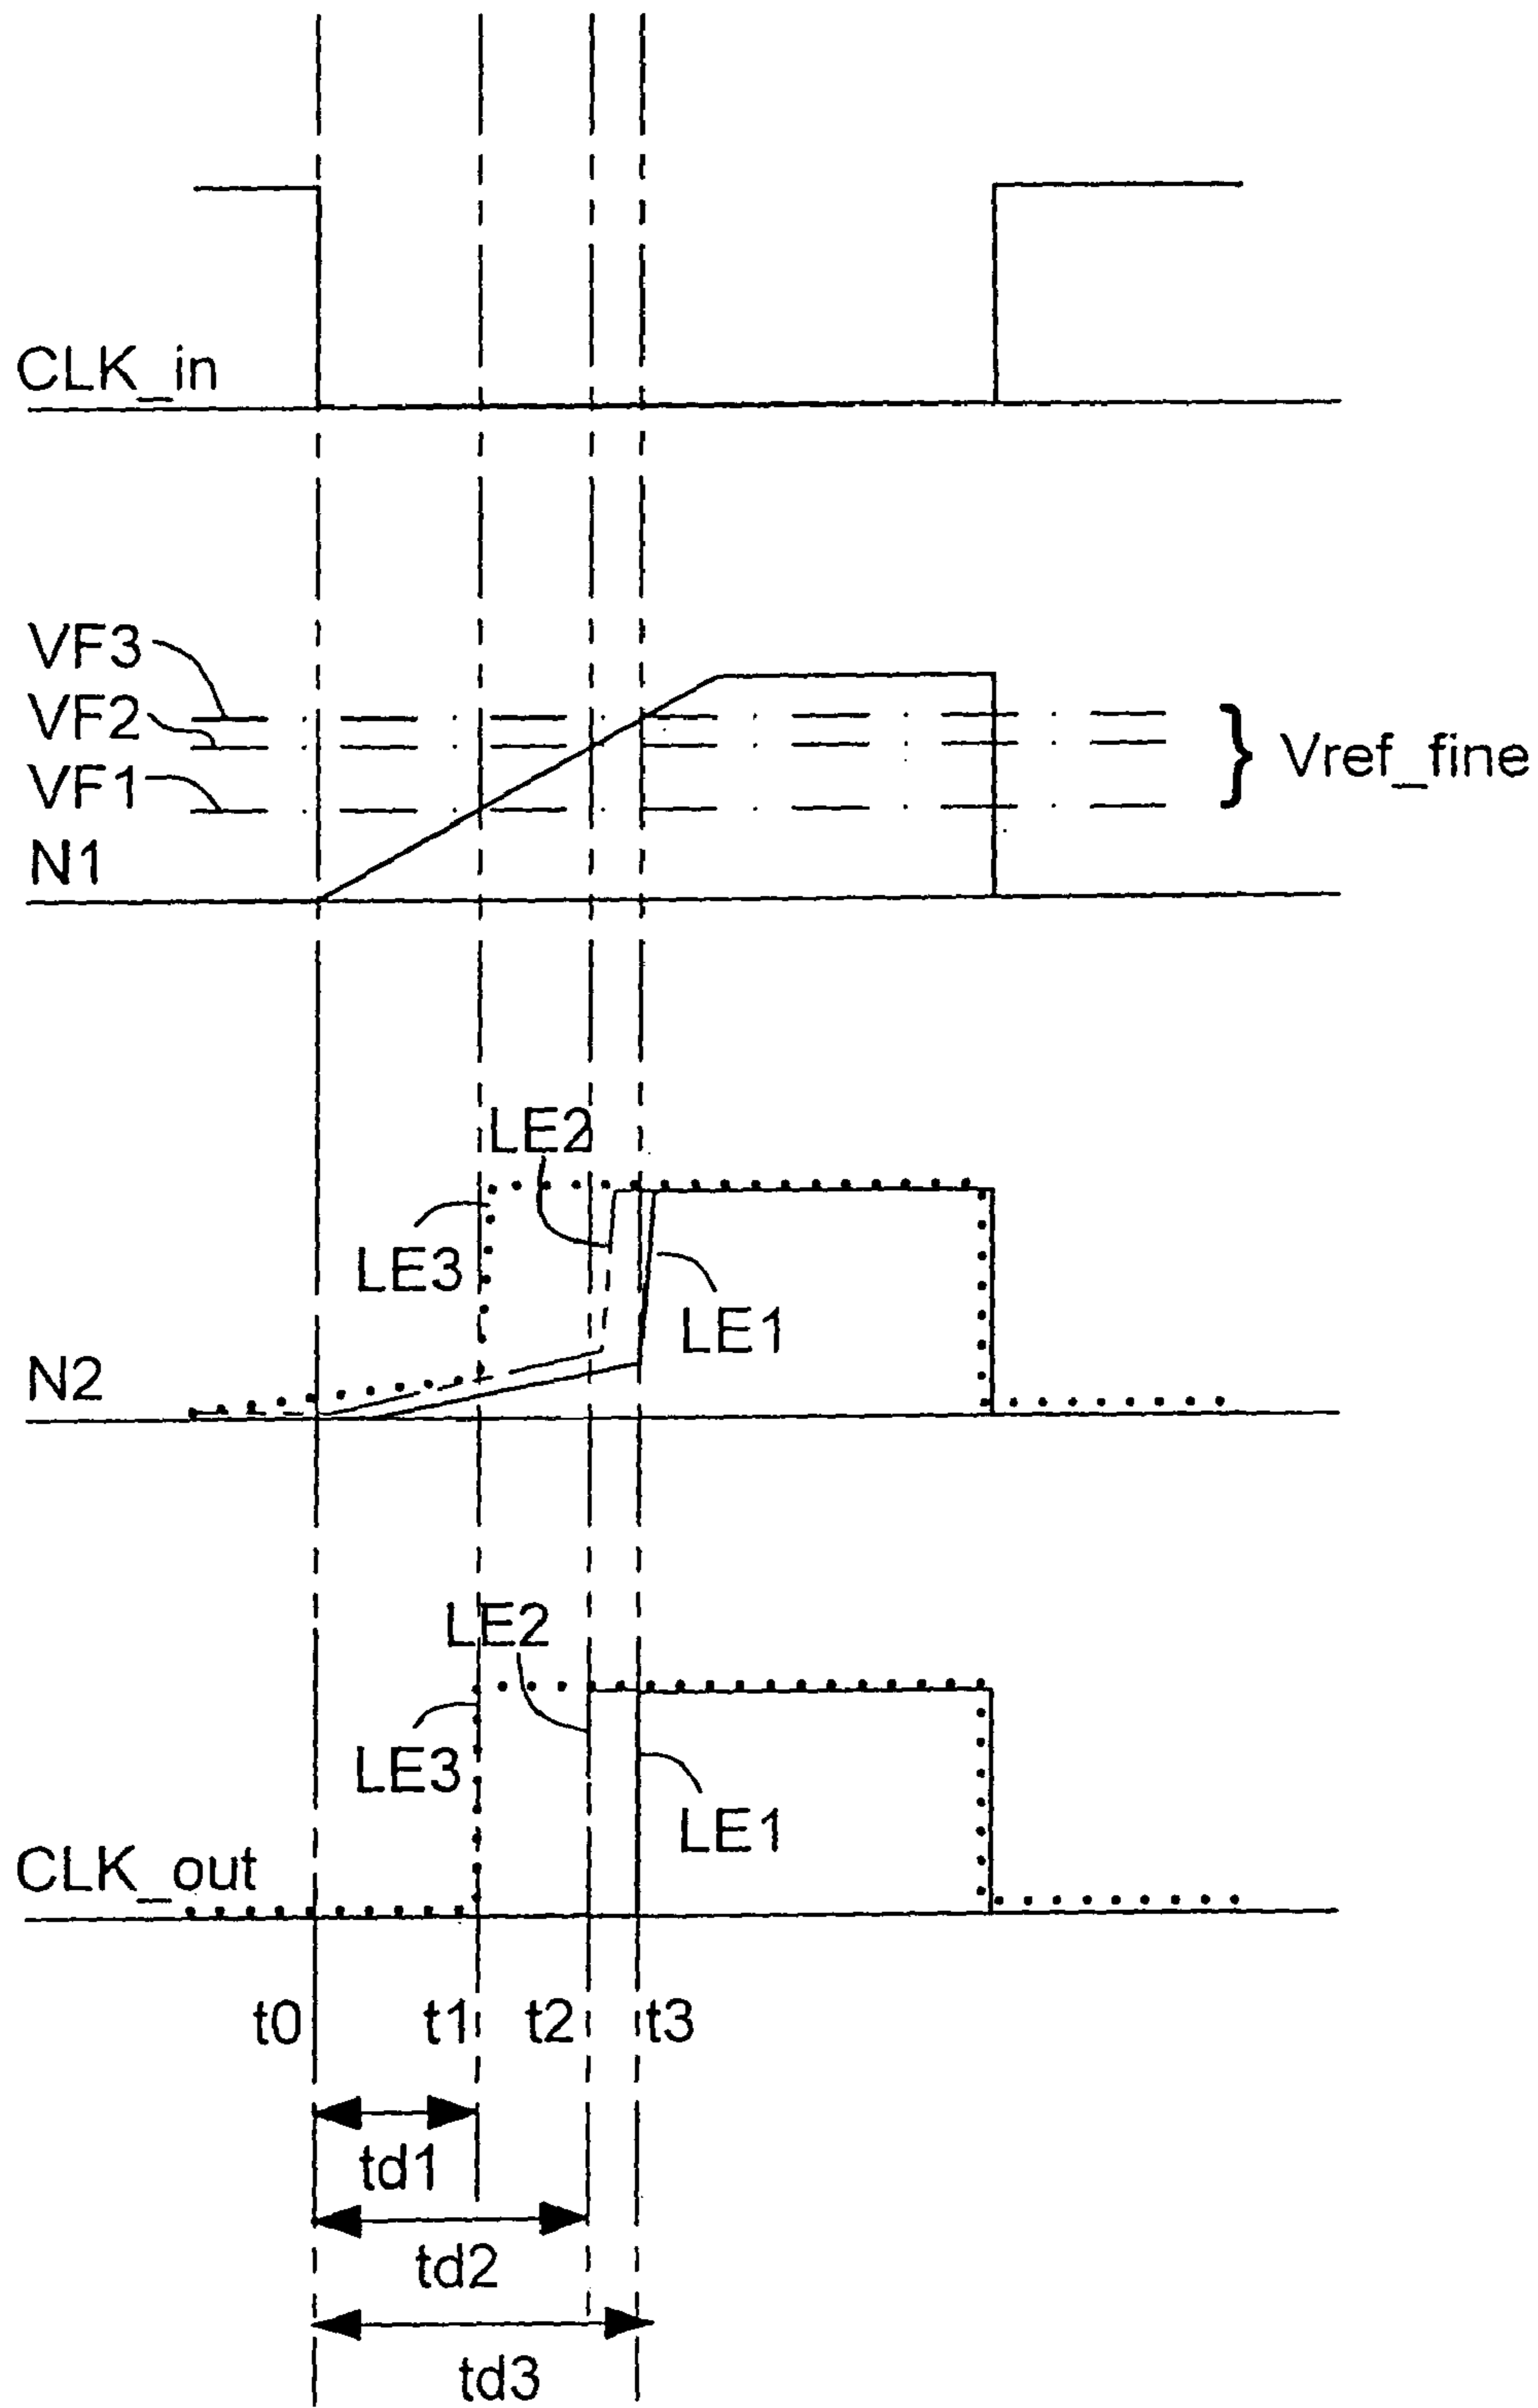 CLK_in
VF3
VF2
VF1
} Vref_fine
N1
LE2
LE3
LE1
N2
LE2
LE3
LE1
CLK_out
t0 t1 t2 t3
td1
td2
td3